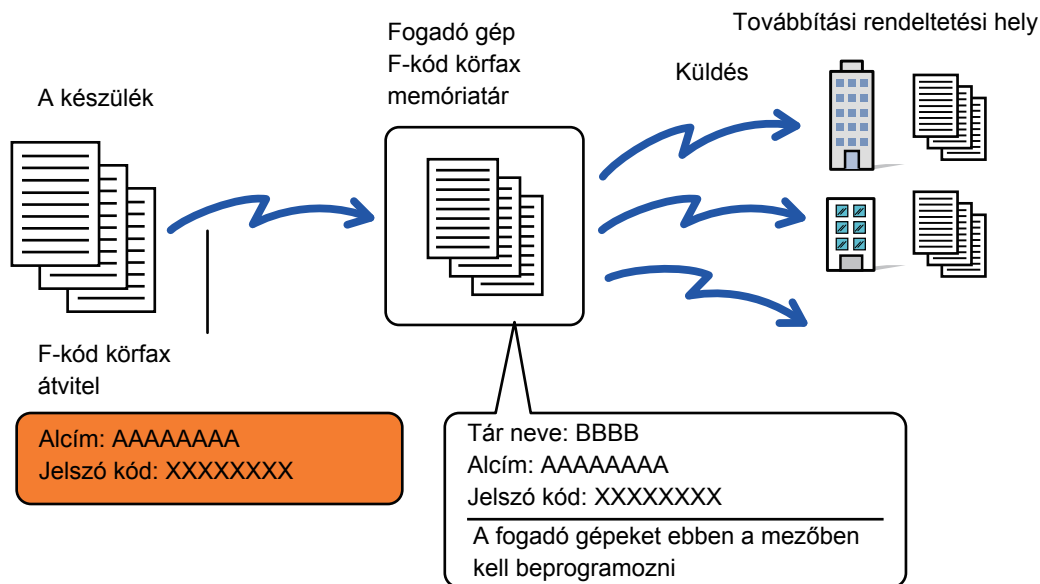 A készülék
Fogadó gép
F-kód körfax
memóriatár
Küldés
Továbbítási rendeltetési hely
F-kód körfax
átvitel
Alcím: AAAAAAAA
Jelszó kód: XXXXXXXX
Tár neve: BBBB
Alcím: AAAAAAAA
Jelszó kód: XXXXXXXX
A fogadó gépeket ebben a mezőben
kell beprogramozni